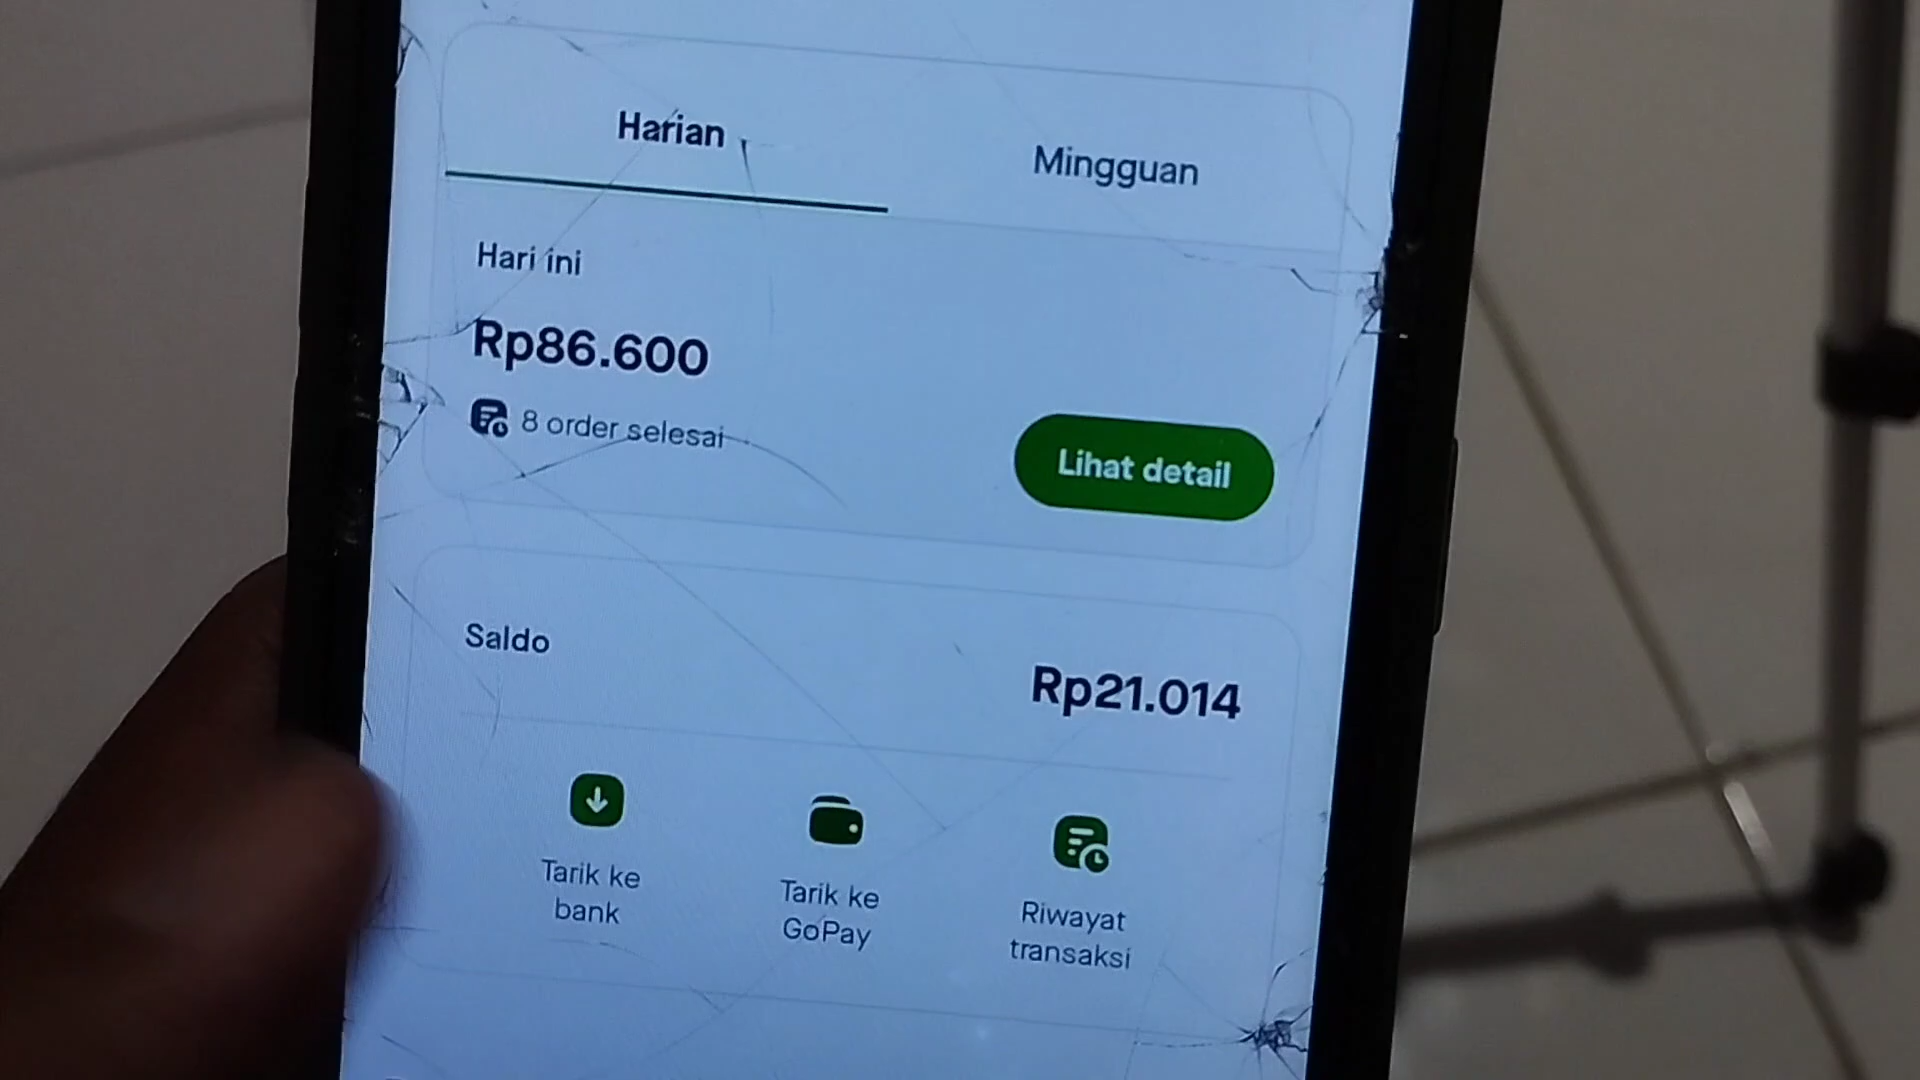 Harian
Mingguan
Hari ini
Rp86.600
8 order selesai
Lihat detail
Saldo
Rp21.014
Tarik ke
bank
Tarik ke
GoPay
Riwayat
transaksi